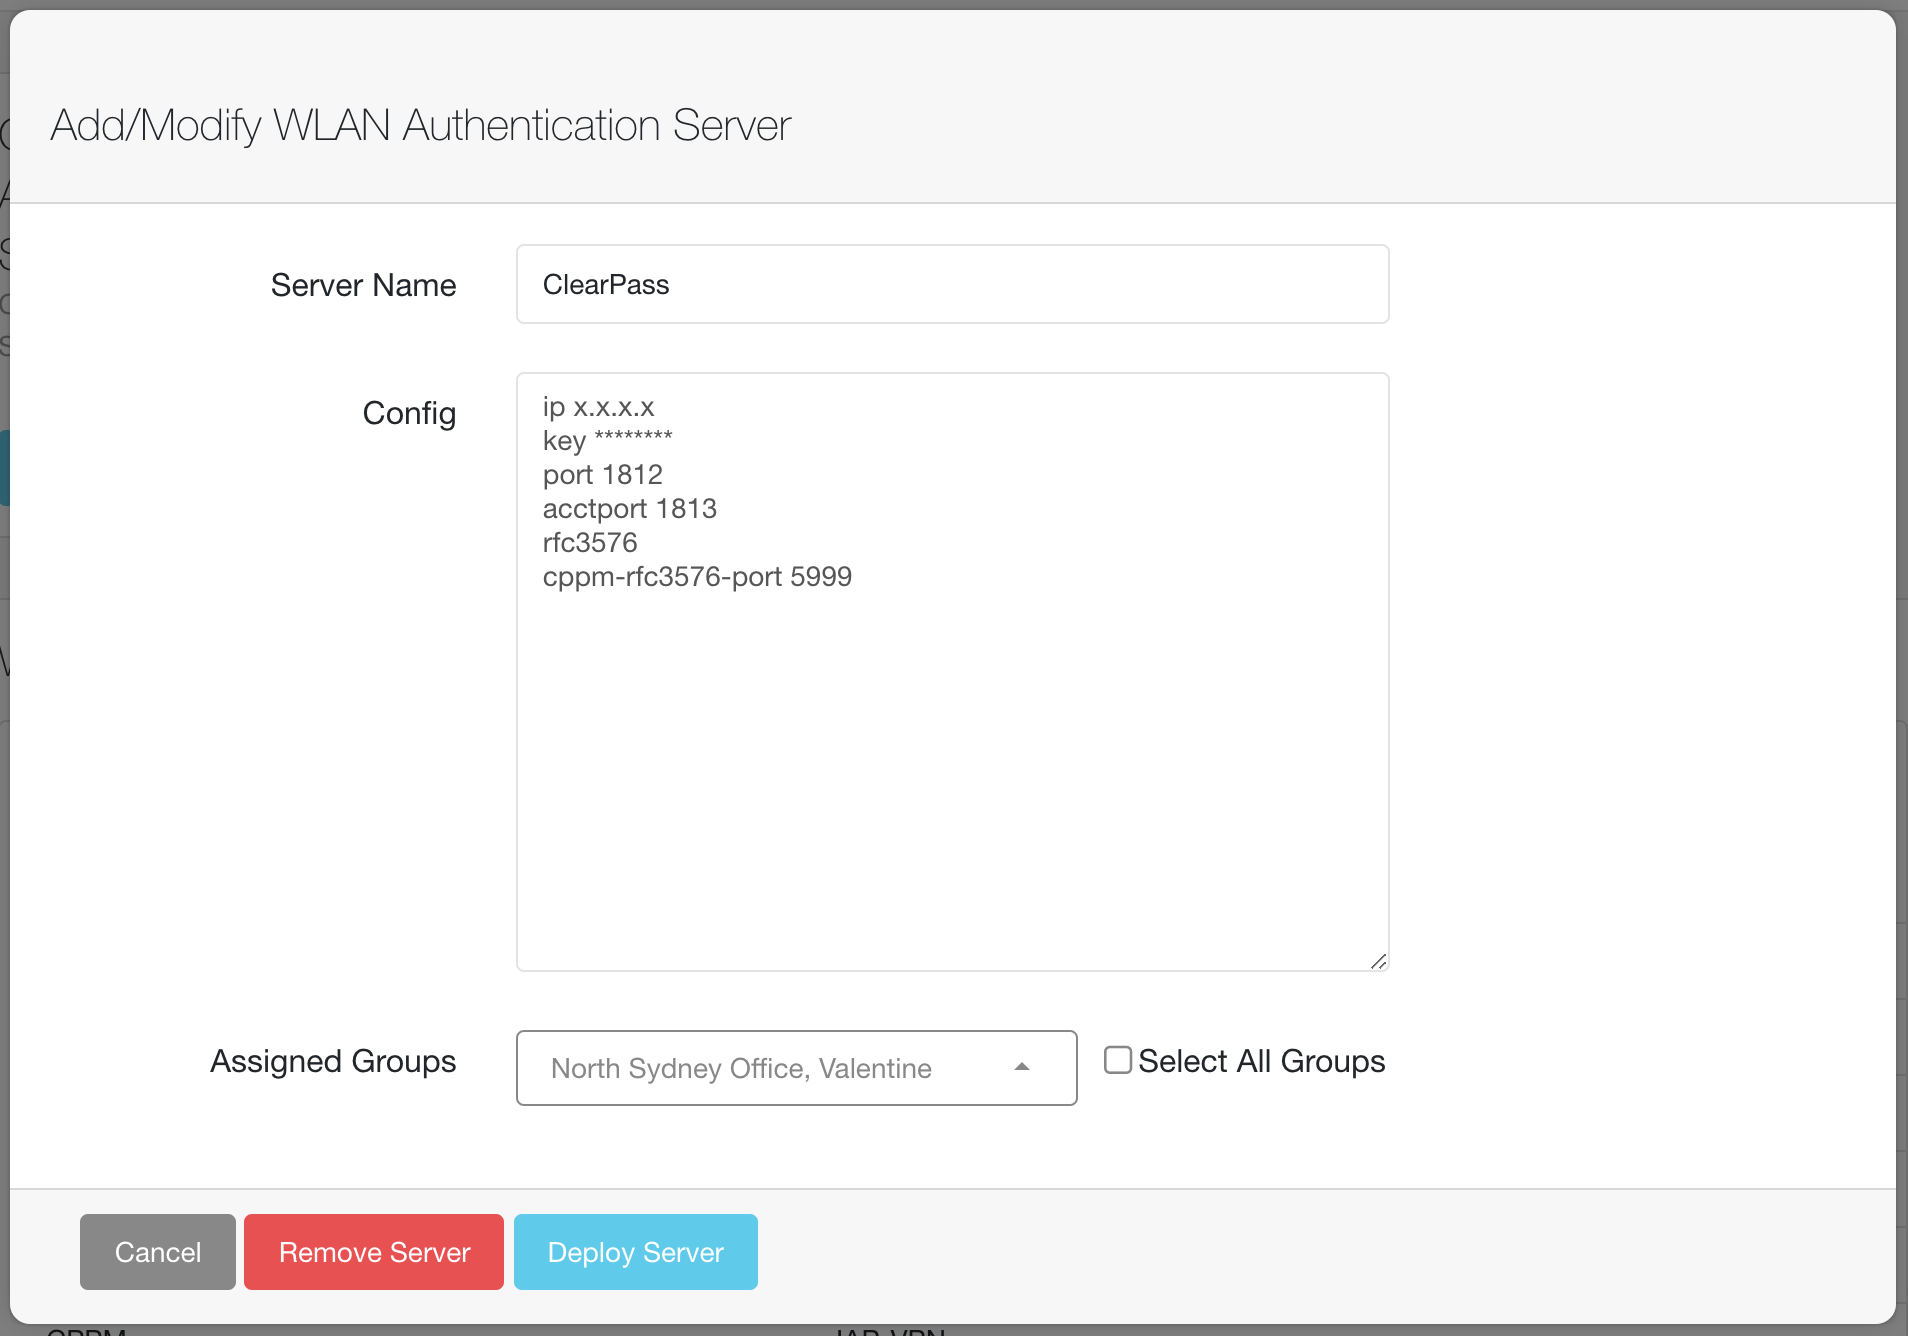 Add/Modify WLAN Authentication Server
Server Name
ClearPass
Config
ip x.x.x.x
key ********
port 1812
acctport 1813
rfc3576
cppm-rfc3576-port 5999
Assigned Groups
North Sydney Office, Valentine
Select All Groups
Cancel
Remove Server
Deploy Server